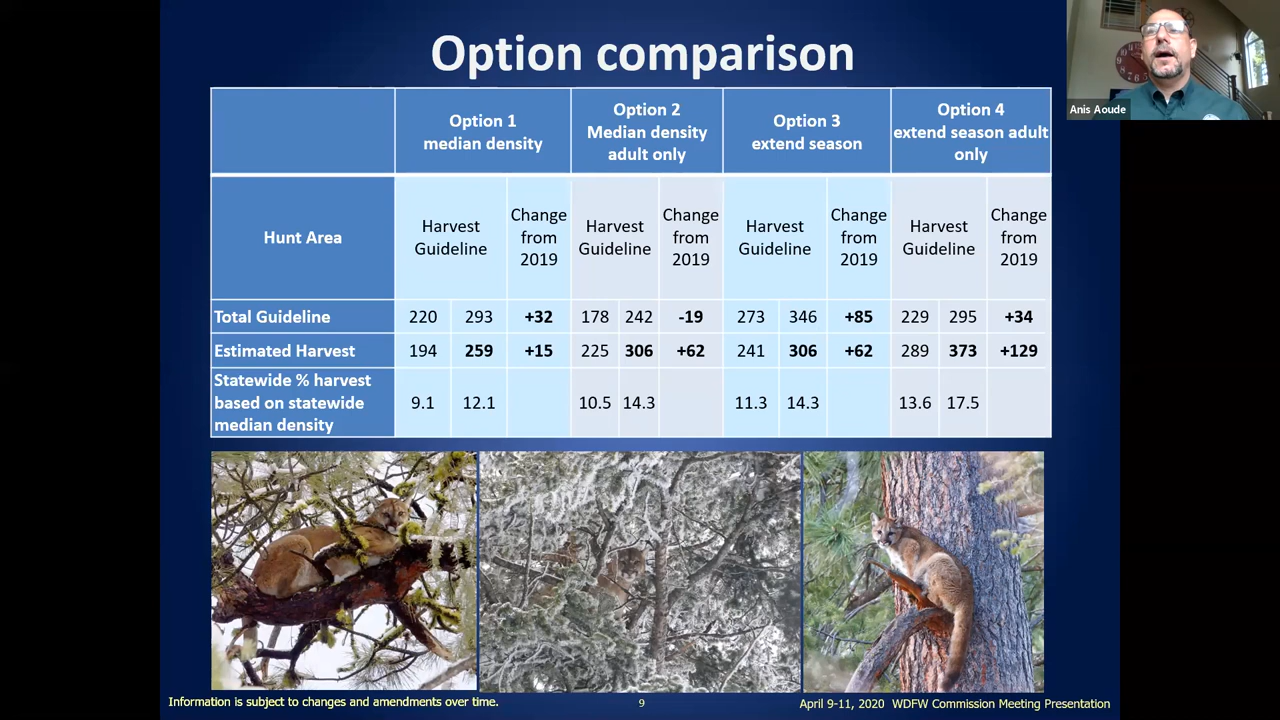 Option comparison
Anis Aoude
Option 1
median density
Option 2
Median density
adult only
Option 3
extend season
Option 4
extend season adult
only
Hunt Area
Harvest
Guideline
Change
from
2019
Harvest
Guideline
Change
from
2019
Harvest
Guideline
Change
from
2019
Harvest
Guideline
Change
from
2019
Total Guideline 220 293 +32 178 242 -19 273 346 +85 229 295 +34
Estimated Harvest 194 259 +15 225 306 +62 241 306 +62 289 373 +129
Statewide % harvest
based on statewide
median density
9.1 12.1 10.5 14.3 11.3 14.3 13.6 17.5
Information is subject to changes and amendments over time.
9
April 9-11, 2020 WDFW Commission Meeting Presentation